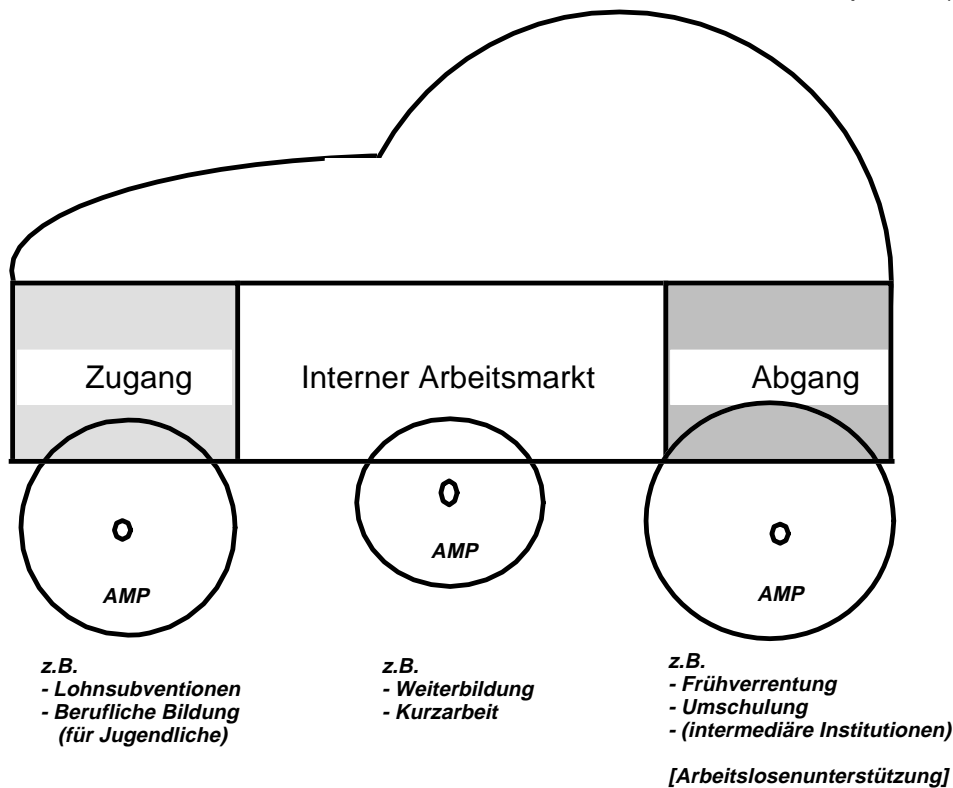 Zugang
Interner Arbeitsmarkt
Abgang
AMP
AMP
AMP
z.B.
- Lohnsubventionen
- Berufliche Bildung
(für Jugendliche)
z.B.
- Weiterbildung
- Kurzarbeit
z.B.
- Frühverrentung
- Umschulung
- (intermediäre Institutionen)
[Arbeitslosenunterstützung]